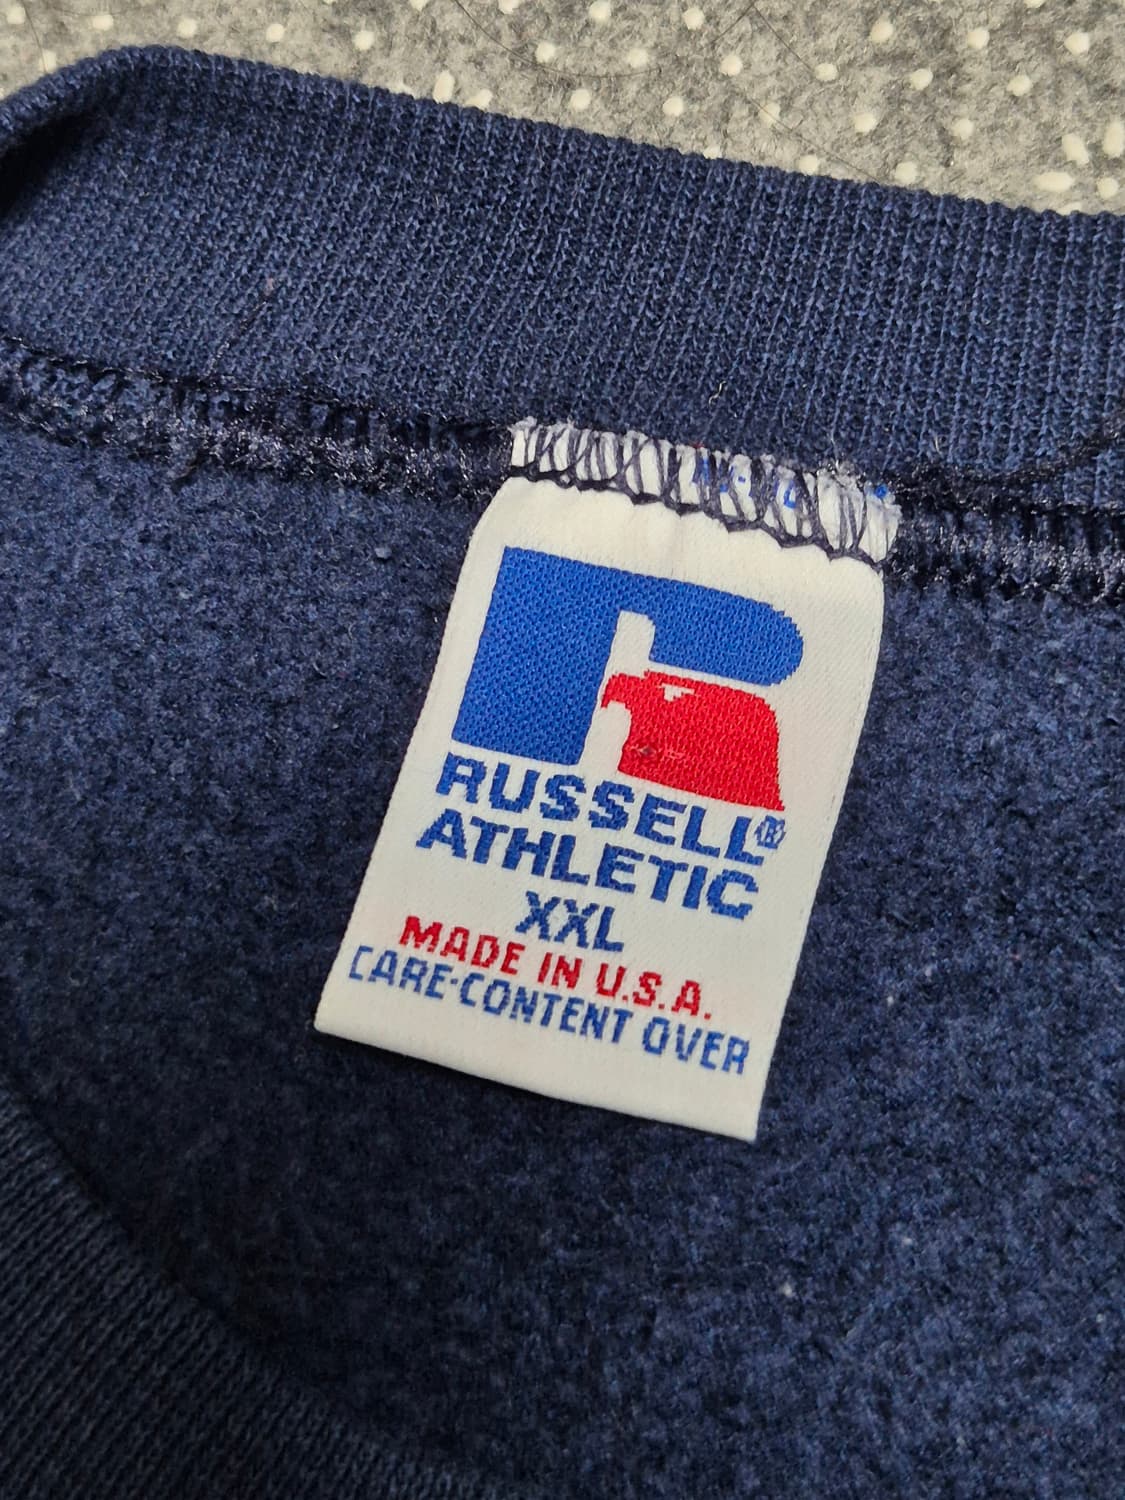 RUSSELL®
ATHLETIC
XXL
MADE IN U.S.A.
CARE-CONTENT OVER